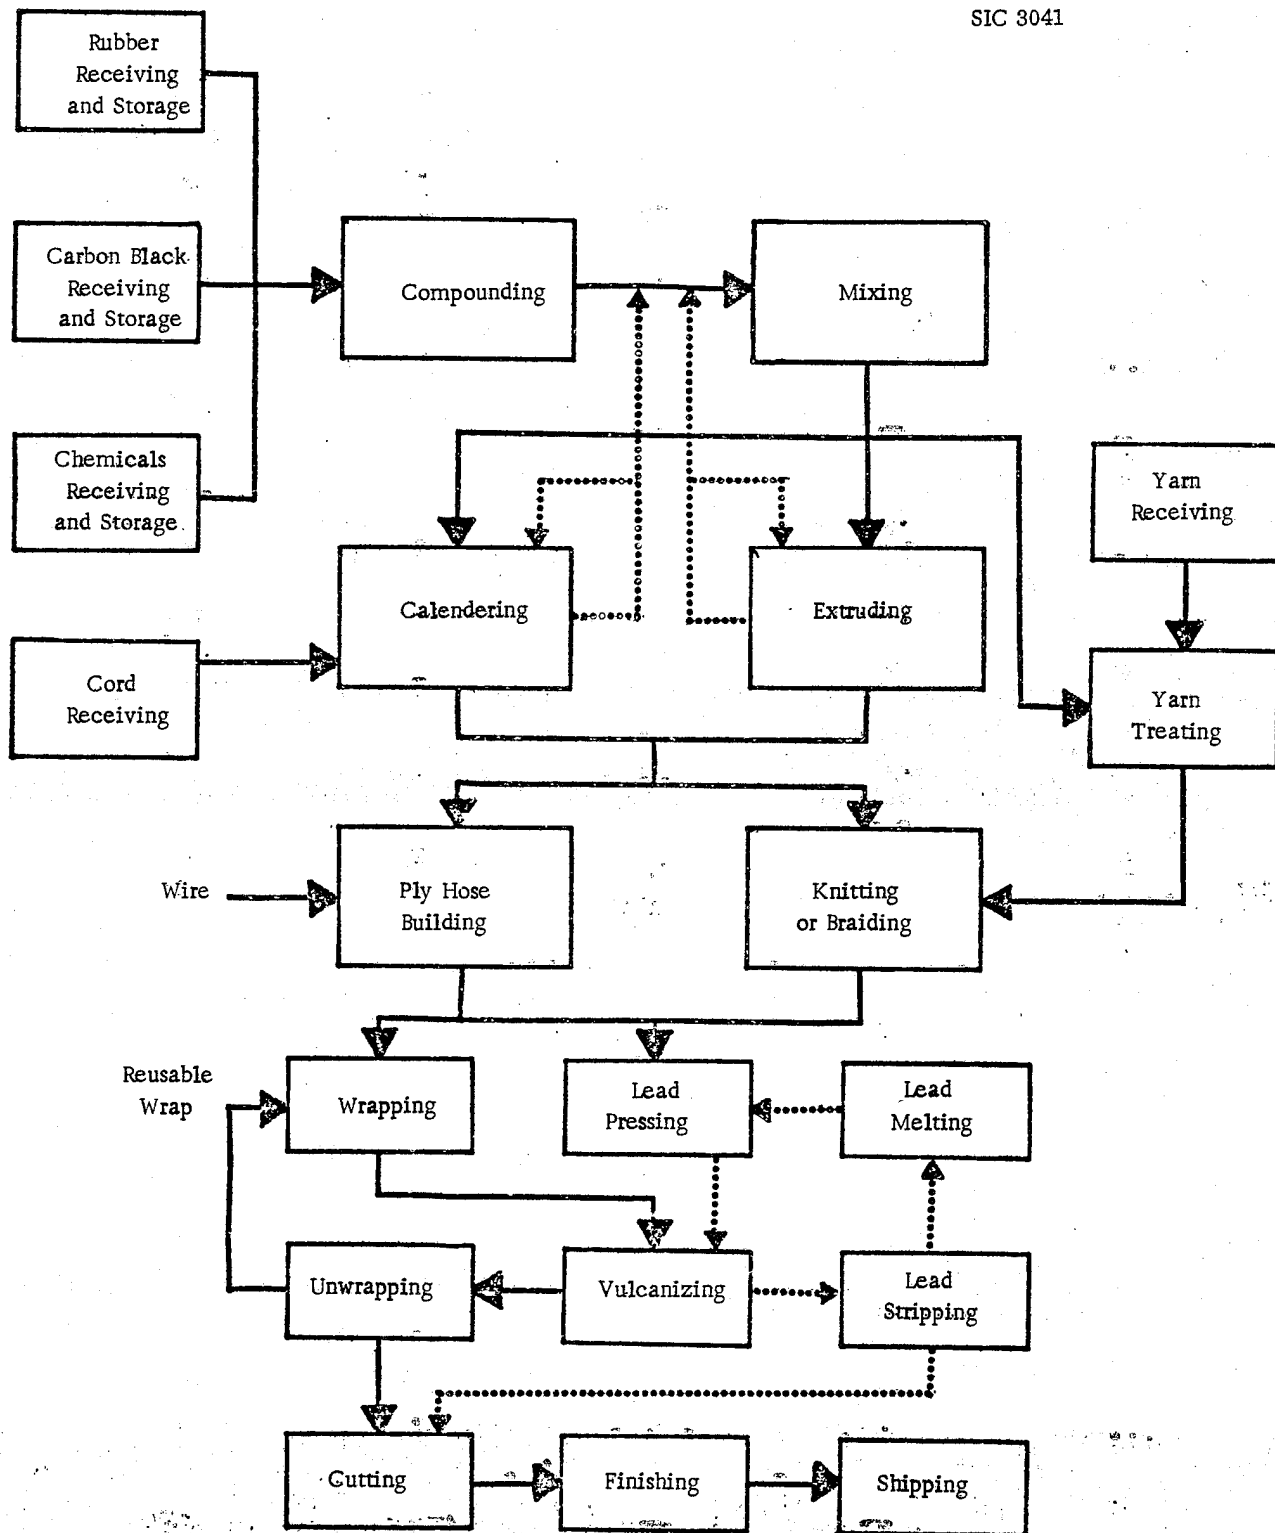 SIC 3041
Rubber
Receiving
and Storage
Carbon Black
Receiving
and Storage
Compounding
Mixing
Chemicals
Receiving
and Storage
Yarn
Receiving
Calendering
Extruding
Cord
Receiving
Yarn
Treating
Wire
Ply Hose
Building
Knitting
or Braiding
Reusable
Wrap
Wrapping
Lead
Pressing
Lead
Melting
Unwrapping
Vulcanizing
Lead
Stripping
Cutting
Finishing
Shipping